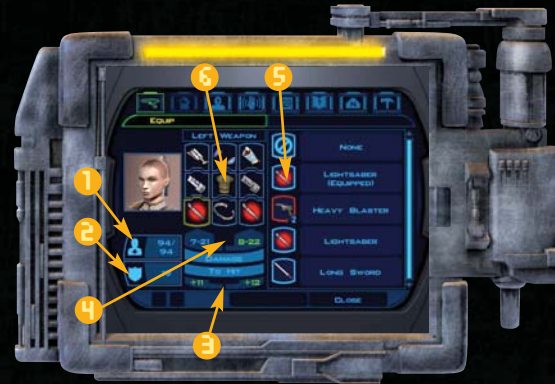 6 5
EQUIP
LEFT WEAPON
NONE
LIGHTSABER
(EQUIPPED)
1
HEAVY BLASTER
2
94/
94
7-21 8-22
LIGHTSABER
2
DAMAGE
TO HIT
LONG SWORD
+11 +12
4
3
CLOSE